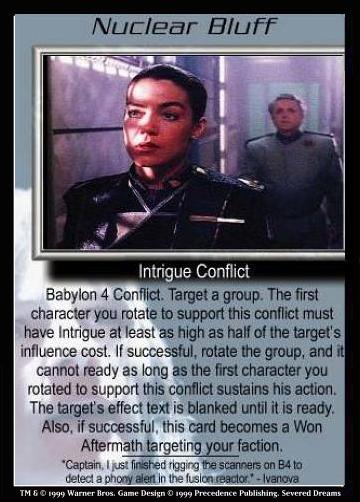 Nuclear Bluff
Intrigue Conflict
Babylon 4 Conflict. Target a group. The first
character you rotate to support this conflict must
have Intrigue at least as high as half of the target's
influence cost. If successful, rotate the group, and it
cannot ready as long as the first character you
rotated to support this conflict sustains his action.
The target's effect text is blanked until it is ready.
Also, if successful, this card becomes a Won
Aftermath targeting your faction.
"Captain, I just finished rigging the scanners on B4 to
detect a phony alert in the fusion reactor." - Ivanova
TM & © 1999 Warner Bros. Game Design © 1999 Precedence Publishing. Severed Dreams